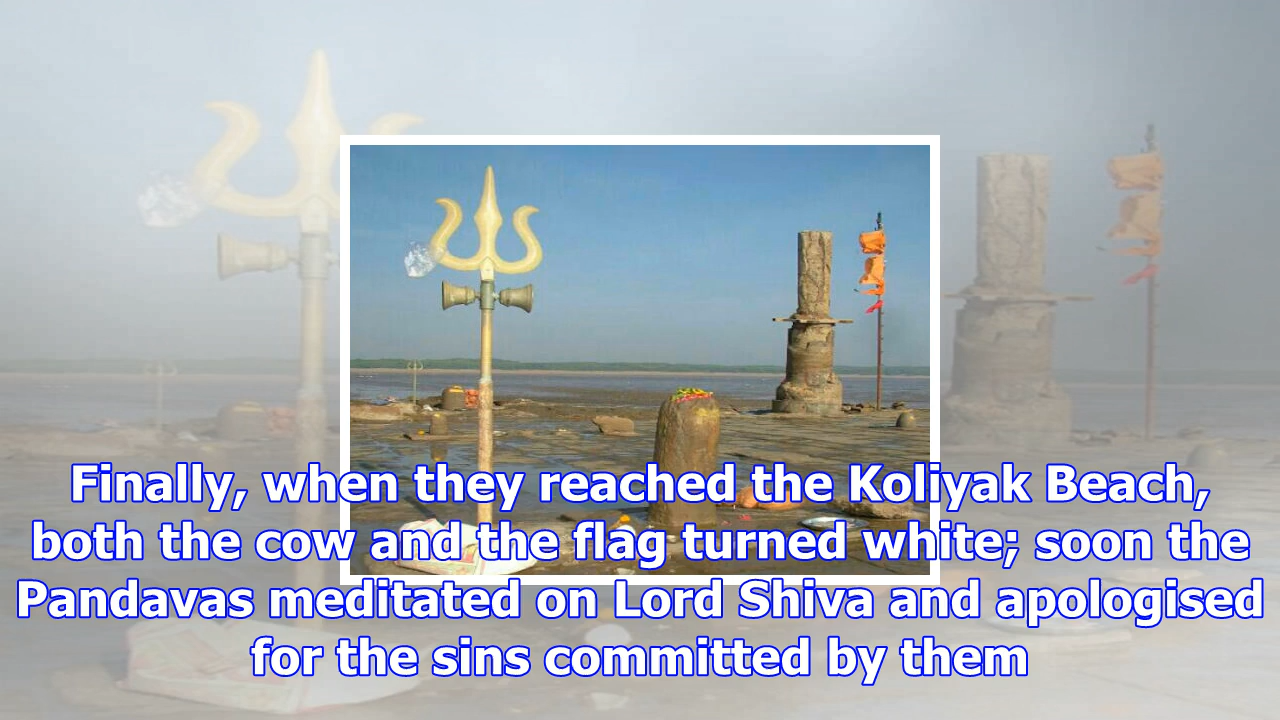 Finally, when they reached the Koliyak Beach,
both the cow and the flag turned white; soon the
Pandavas meditated on Lord Shiva and apologised
for the sins committed by them